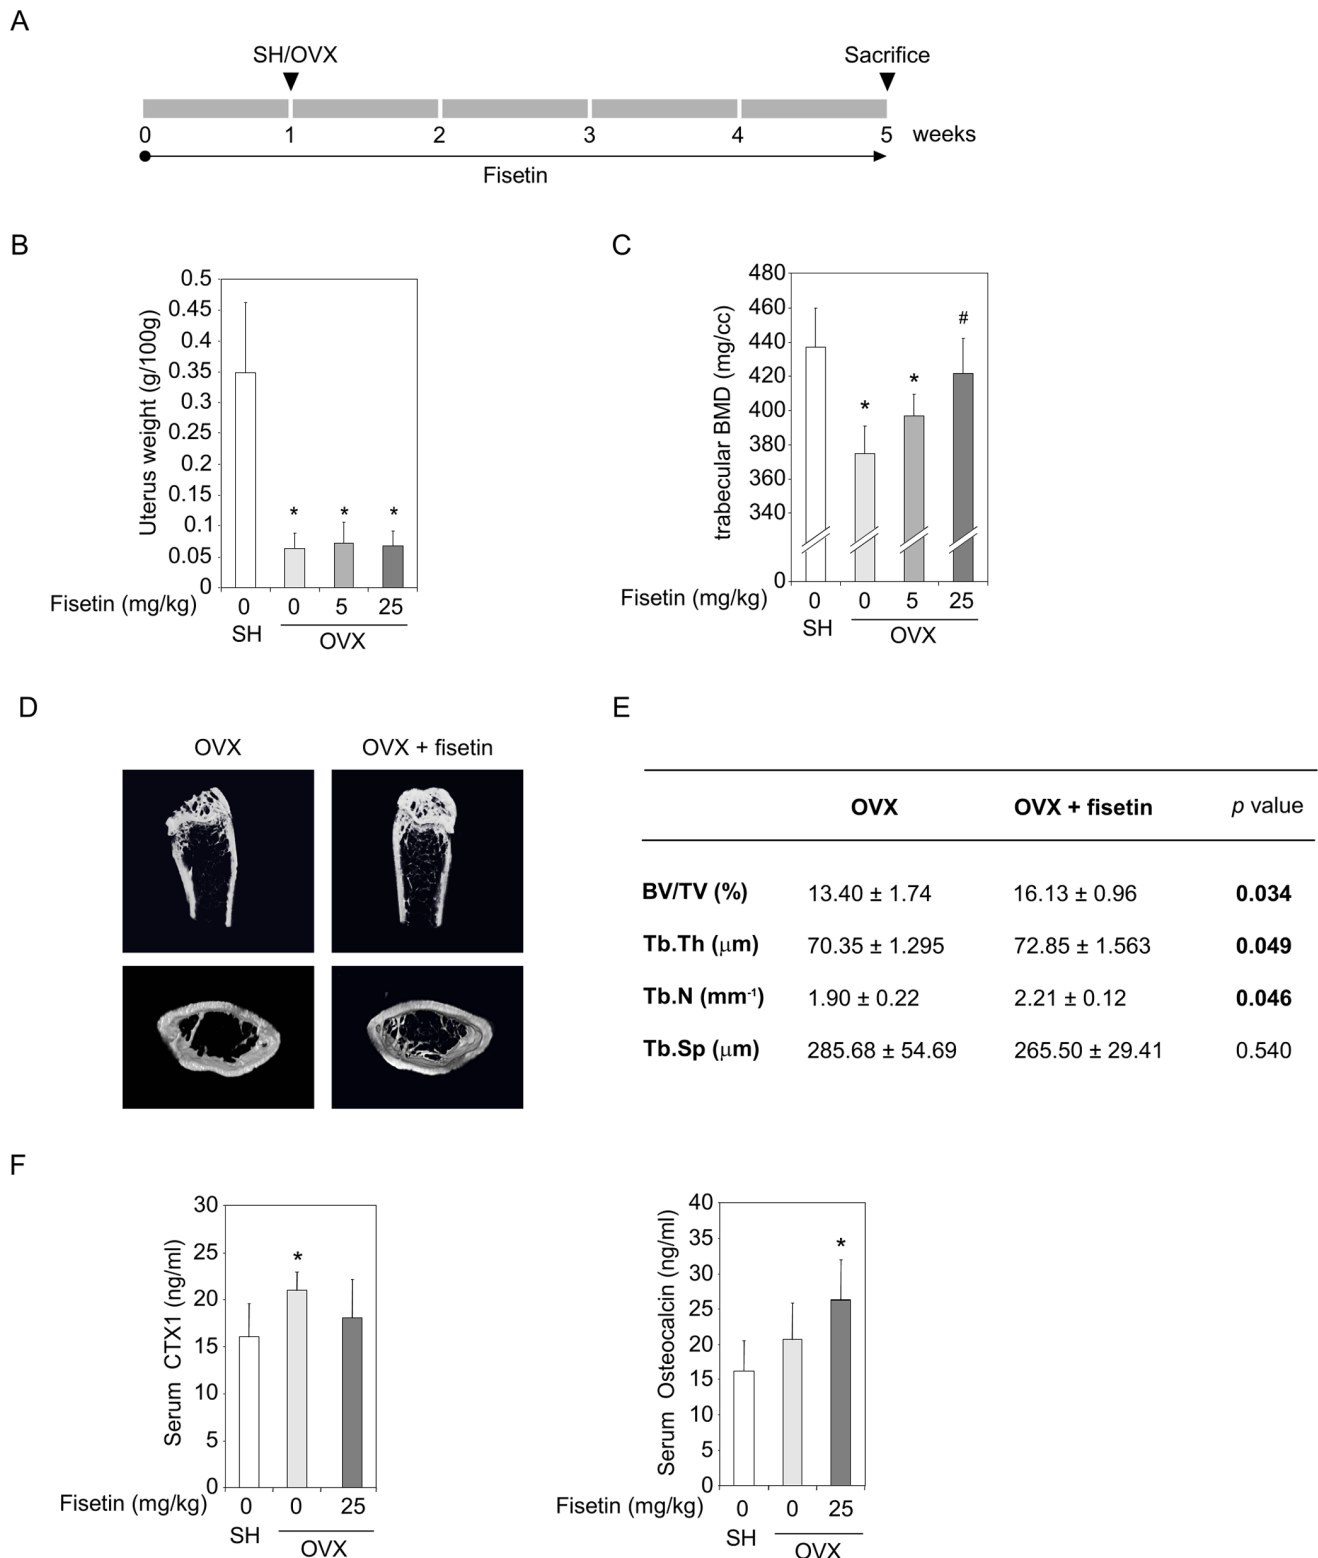 A
SH/OVX
Sacrifice
0 1 2 3 4 5 weeks
Fisetin
B
Uterus weight (g/100g)
0.5
0.45
0.4
0.35
0.3
0.25
0.2
0.15
0.1
0.05
0
* * *
Fisetin (mg/kg) 0 0 5 25
SH OVX
C
trabecular BMD (mg/cc)
480
460
440
420
400
380
360
340
0
* * #
Fisetin (mg/kg) 0 0 5 25
SH OVX
D
OVX OVX + fisetin
E
OVX OVX + fisetin p value
BV/TV (%) 13.40 ± 1.74 16.13 ± 0.96 0.034
Tb.Th (μm) 70.35 ± 1.295 72.85 ± 1.563 0.049
Tb.N (mm-1) 1.90 ± 0.22 2.21 ± 0.12 0.046
Tb.Sp (μm) 285.68 ± 54.69 265.50 ± 29.41 0.540
F
Serum CTX1 (ng/ml)
30
25
20
15
10
5
0
*
Fisetin (mg/kg) 0 0 25
SH OVX
Serum Osteocalcin (ng/ml)
40
35
30
25
20
15
10
5
0
*
Fisetin (mg/kg) 0 0 25
SH OVX